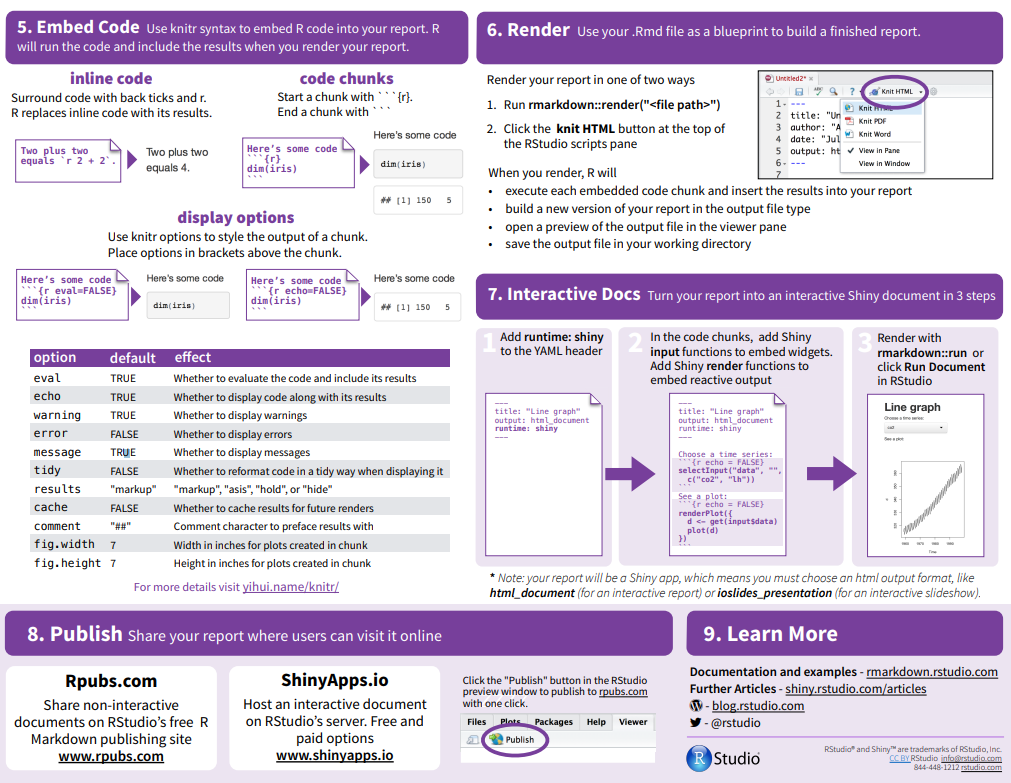 5. Embed Code Use knitr syntax to embed R code into your report. R
will run the code and include the results when you render your report.
inline code
Surround code with back ticks and r.
R replaces inline code with its results.
Two plus two
equals `r 2 + 2`.
Two plus two
equals 4.
code chunks
Start a chunk with ```{r}.
End a chunk with ```
Here's some code
```{r}
dim(iris)
```
Here's some code
dim(iris)
## [1] 150 5
display options
Use knitr options to style the output of a chunk.
Place options in brackets above the chunk.
Here's some code
```{r eval=FALSE}
dim(iris)
```
Here's some code
dim(iris)
Here's some code
```{r echo=FALSE}
dim(iris)
```
Here's some code
## [1] 150 5
option default effect
eval TRUE Whether to evaluate the code and include its results
echo TRUE Whether to display code along with its results
warning TRUE Whether to display warnings
error FALSE Whether to display errors
message TRUE Whether to display messages
tidy FALSE Whether to reformat code in a tidy way when displaying it
results "markup" "markup", "asis", "hold", or "hide"
cache FALSE Whether to cache results for future renders
comment "##" Comment character to preface results with
fig.width 7 Width in inches for plots created in chunk
fig.height 7 Height in inches for plots created in chunk
For more details visit yihui.name/knitr/
6. Render Use your .Rmd file as a blueprint to build a finished report.
Render your report in one of two ways
1. Run rmarkdown::render("<file path>")
2. Click the knit HTML button at the top of
the RStudio scripts pane
Untitled2*
Knit HTML
1 ---
2 title: "Un
3 author: "A
4 date: "Jul
5 output: ht
6 ---
7
Knit HTML
Knit PDF
Knit Word
View in Pane
View in Window
When you render, R will
• execute each embedded code chunk and insert the results into your report
• build a new version of your report in the output file type
• open a preview of the output file in the viewer pane
• save the output file in your working directory
7. Interactive Docs Turn your report into an interactive Shiny document in 3 steps
1 Add runtime: shiny
to the YAML header
---
title: "Line graph"
output: html_document
runtime: shiny
---
2 In the code chunks, add Shiny
input functions to embed widgets.
Add Shiny render functions to
embed reactive output
---
title: "Line graph"
output: html_document
runtime: shiny
---
Choose a time series:
```{r echo = FALSE}
selectInput("data", "",
c("co2", "lh"))
```
See a plot:
```{r echo = FALSE}
renderPlot({
d <- get(input$data)
plot(d)
})
```
3 Render with
rmarkdown::run or
click Run Document
in RStudio
Line graph
Choose a time series:
co2
See a plot:
1960 1970 1980 1990
Time
* Note: your report will be a Shiny app, which means you must choose an html output format, like
html_document (for an interactive report) or ioslides_presentation (for an interactive slideshow).
8. Publish Share your report where users can visit it online
Rpubs.com
Share non-interactive
documents on RStudio's free R
Markdown publishing site
www.rpubs.com
ShinyApps.io
Host an interactive document
on RStudio's server. Free and
paid options
www.shinyapps.io
Click the "Publish" button in the RStudio
preview window to publish to rpubs.com
with one click.
Files Plots Packages Help Viewer
Publish
9. Learn More
Documentation and examples - rmarkdown.rstudio.com
Further Articles - shiny.rstudio.com/articles
- blog.rstudio.com
- @rstudio
R Studio
RStudio® and Shiny™ are trademarks of RStudio, Inc.
CC BY RStudio info@rstudio.com
844-448-1212 rstudio.com